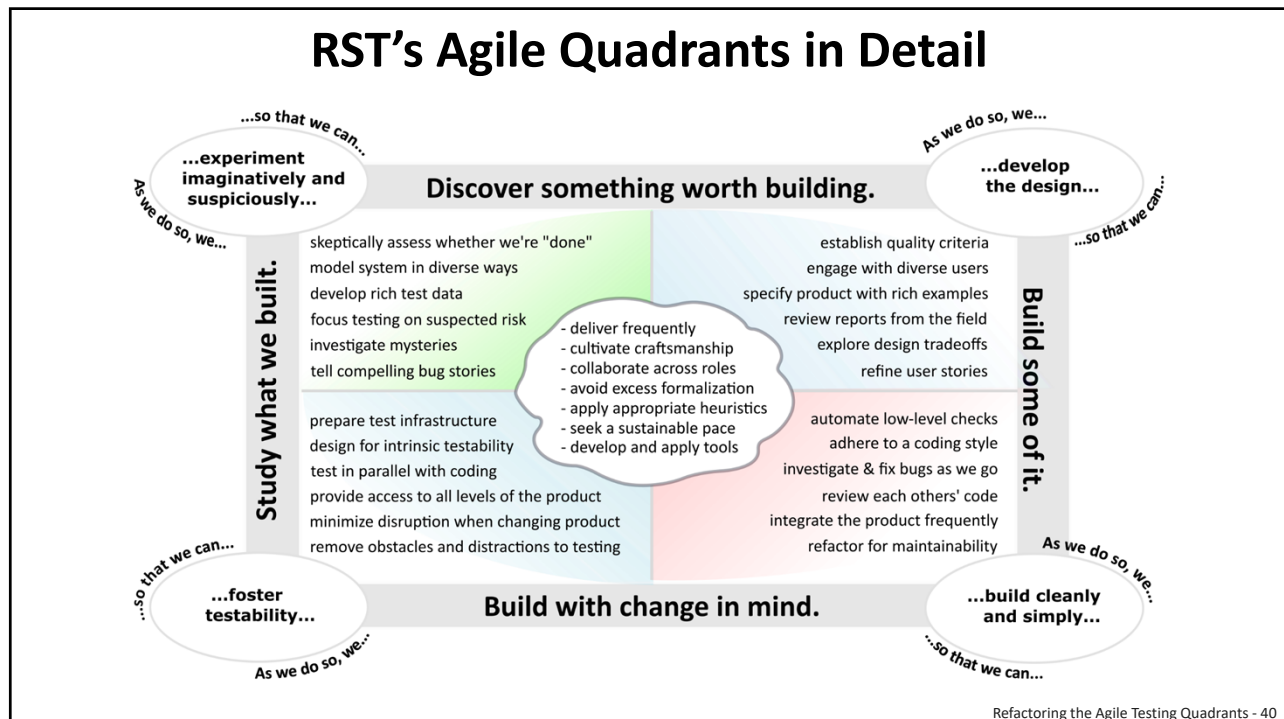 RST's Agile Quadrants in Detail
...so that we can...
...experiment
imaginatively and
suspiciously...
As we do so, we...
Discover something worth building.
As we do so, we...
...develop
the design...
...so that we can...
Study what we built.
skeptically assess whether we're "done"
model system in diverse ways
develop rich test data
focus testing on suspected risk
investigate mysteries
tell compelling bug stories
establish quality criteria
engage with diverse users
specify product with rich examples
review reports from the field
explore design tradeoffs
refine user stories
Build some of it.
- deliver frequently
- cultivate craftsmanship
- collaborate across roles
- avoid excess formalization
- apply appropriate heuristics
- seek a sustainable pace
- develop and apply tools
prepare test infrastructure
design for intrinsic testability
test in parallel with coding
provide access to all levels of the product
minimize disruption when changing product
remove obstacles and distractions to testing
automate low-level checks
adhere to a coding style
investigate & fix bugs as we go
review each others' code
integrate the product frequently
refactor for maintainability
...so that we can...
...foster
testability...
As we do so, we...
Build with change in mind.
As we do so, we...
...build cleanly
and simply...
...so that we can...
Refactoring the Agile Testing Quadrants - 40